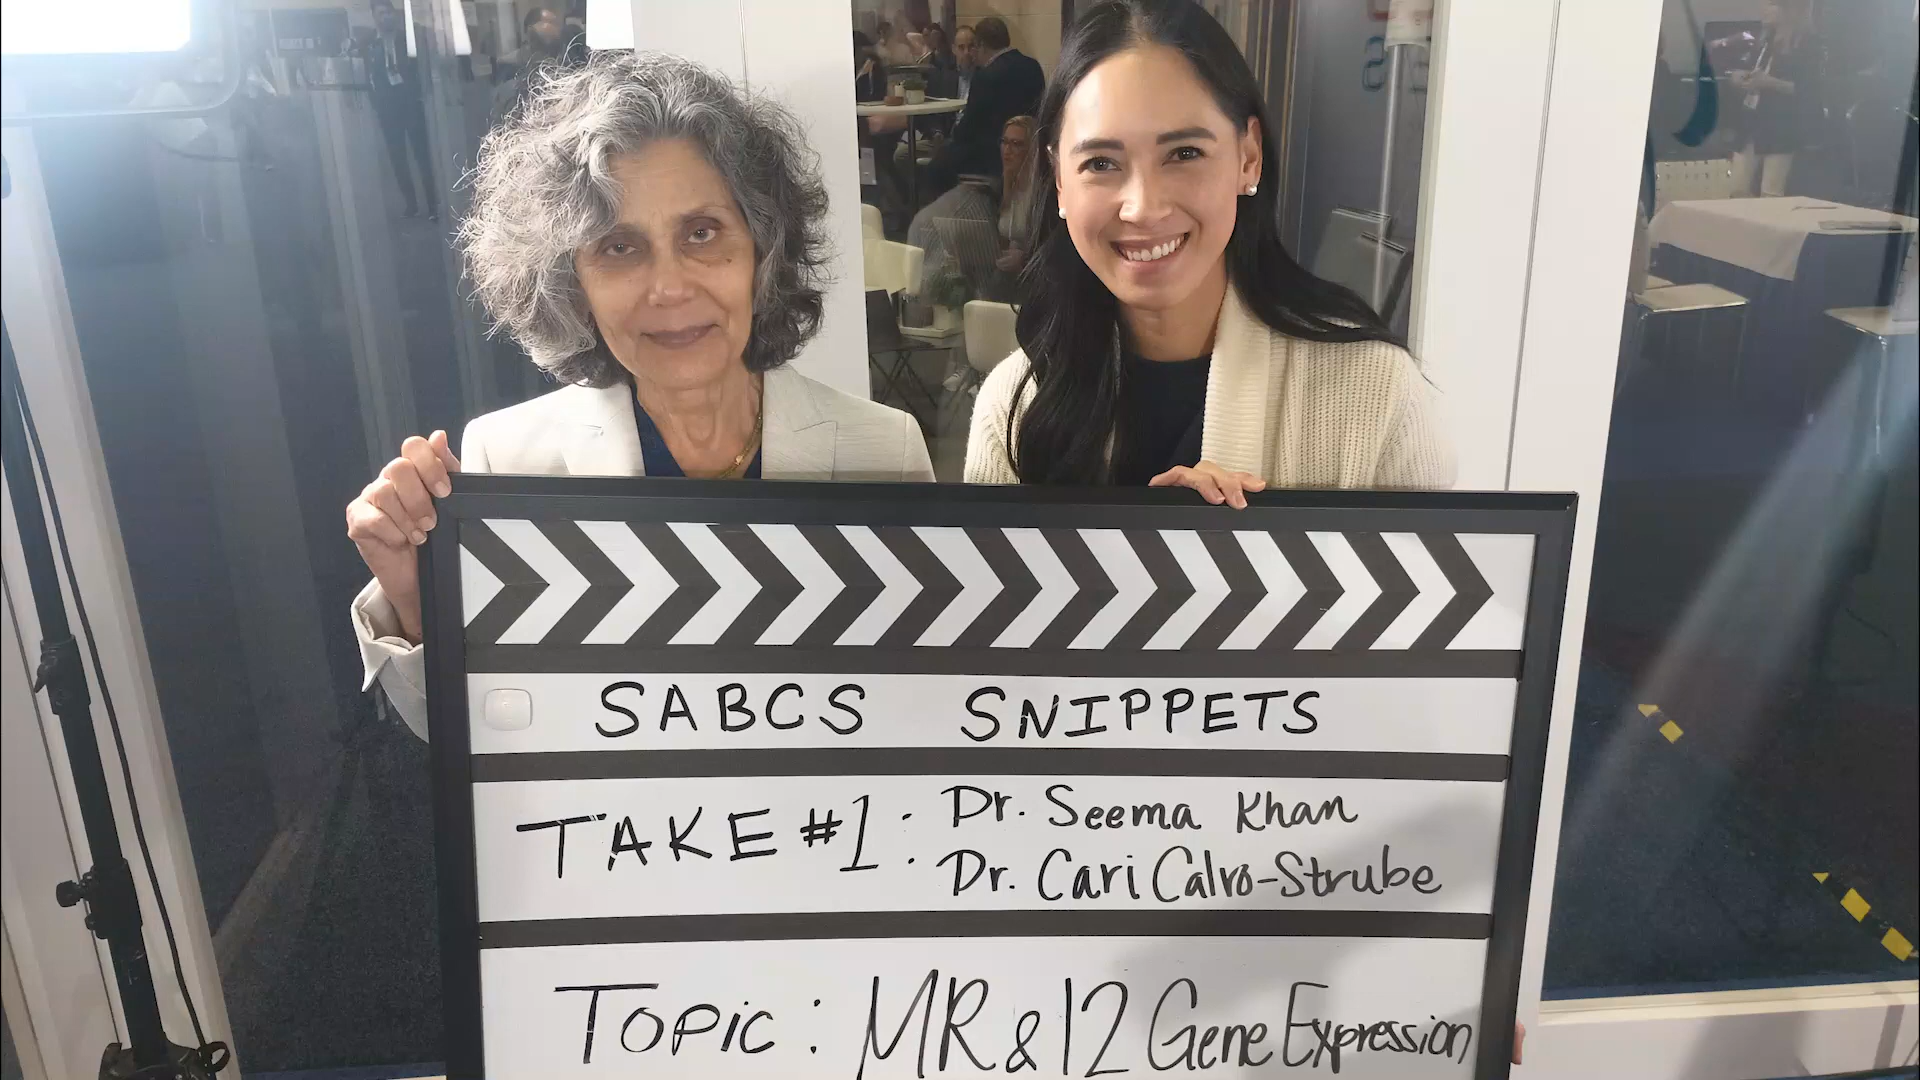 SABCS SNIPPETS
TAKE #1: Dr. Seema Khan
Dr. Cari Calvo-Strube
TOPIC: MR & 12 Gene Expression